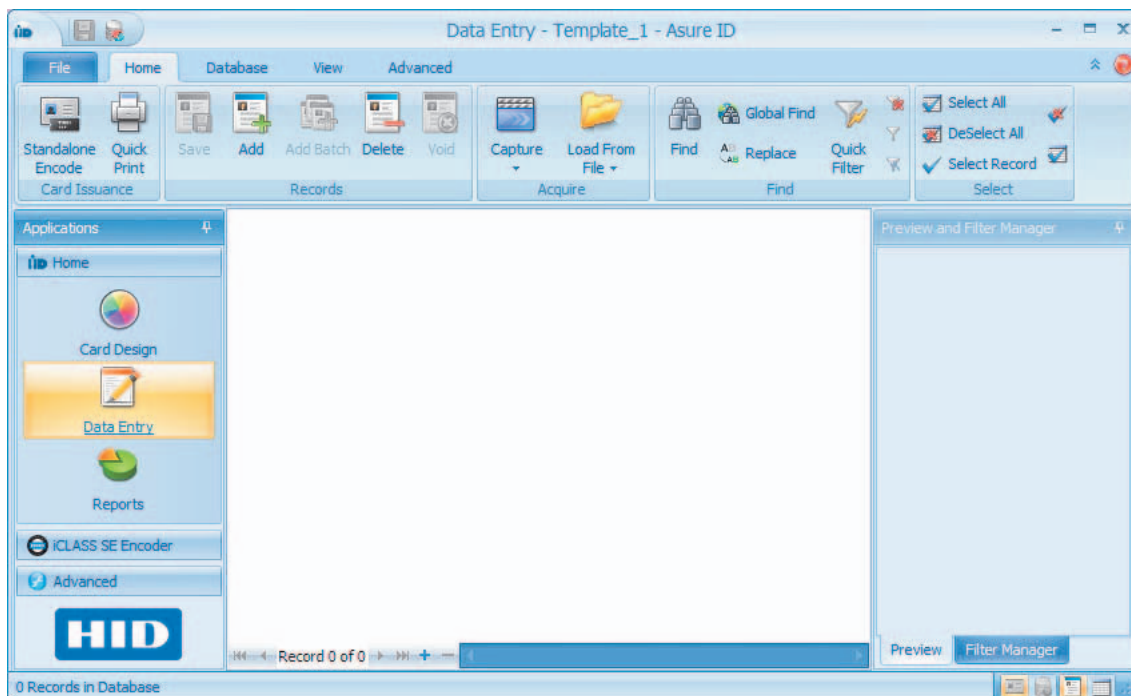 iD
Data Entry - Template_1 - Asure ID
File
Home
Database
View
Advanced
Standalone Encode
Quick Print
Save
Add
Add Batch
Delete
Void
Capture
Load From File
Find
Global Find
Replace
Quick Filter
Select All
DeSelect All
Select Record
Card Issuance
Records
Acquire
Find
Select
Applications
iD Home
Card Design
Data Entry
Reports
iCLASS SE Encoder
Advanced
HID
Record 0 of 0
Preview and Filter Manager
Preview
Filter Manager
0 Records in Database